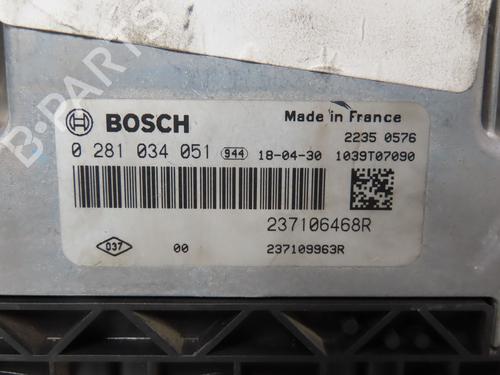 B-PARTS
BOSCH
Made in France
2235 0576
0 281 034 051 944 18-04-30 1039T07090
237106468R
037 00 237109963R